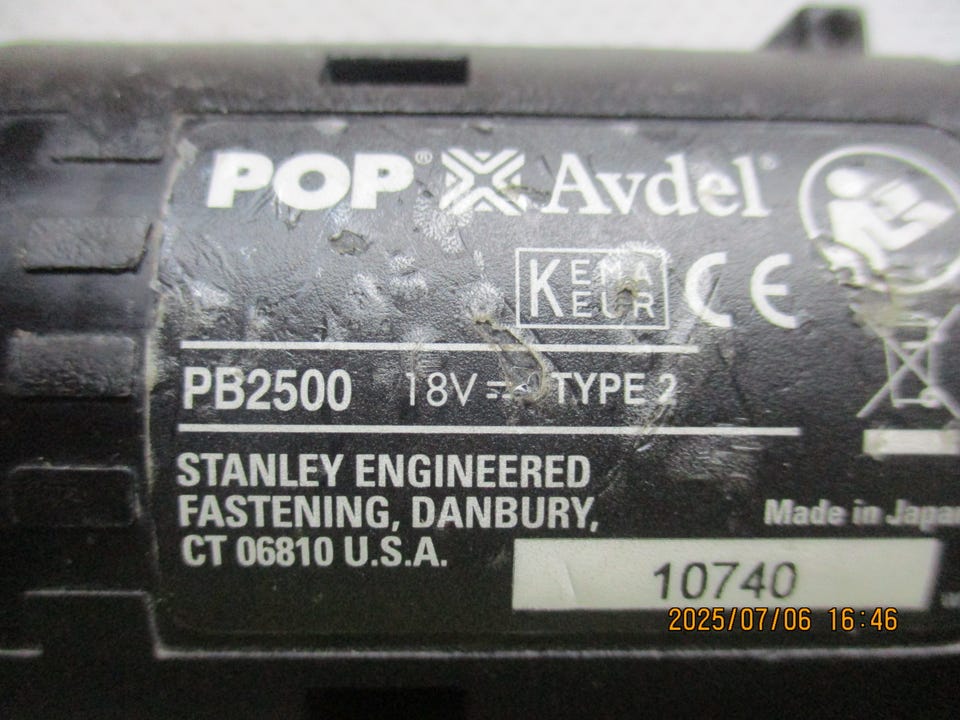 POP® Avdel®
KEMA
KEUR
CE
PB2500 18V⎓ TYPE 2
STANLEY ENGINEERED
FASTENING, DANBURY,
CT 06810 U.S.A.
Made in Japan
10740
2025/07/06 16:46